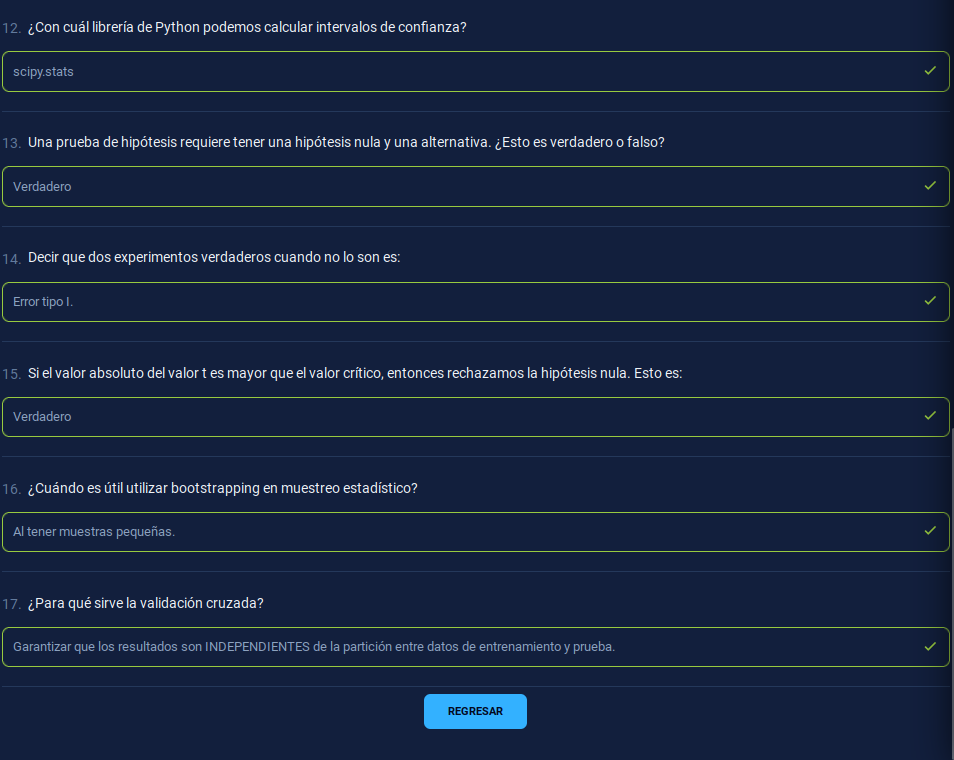 12. ¿Con cuál librería de Python podemos calcular intervalos de confianza?
scipy.stats
13. Una prueba de hipótesis requiere tener una hipótesis nula y una alternativa. ¿Esto es verdadero o falso?
Verdadero
14. Decir que dos experimentos verdaderos cuando no lo son es:
Error tipo I.
15. Si el valor absoluto del valor t es mayor que el valor crítico, entonces rechazamos la hipótesis nula. Esto es:
Verdadero
16. ¿Cuándo es útil utilizar bootstrapping en muestreo estadístico?
Al tener muestras pequeñas.
17. ¿Para qué sirve la validación cruzada?
Garantizar que los resultados son INDEPENDIENTES de la partición entre datos de entrenamiento y prueba.
REGRESAR